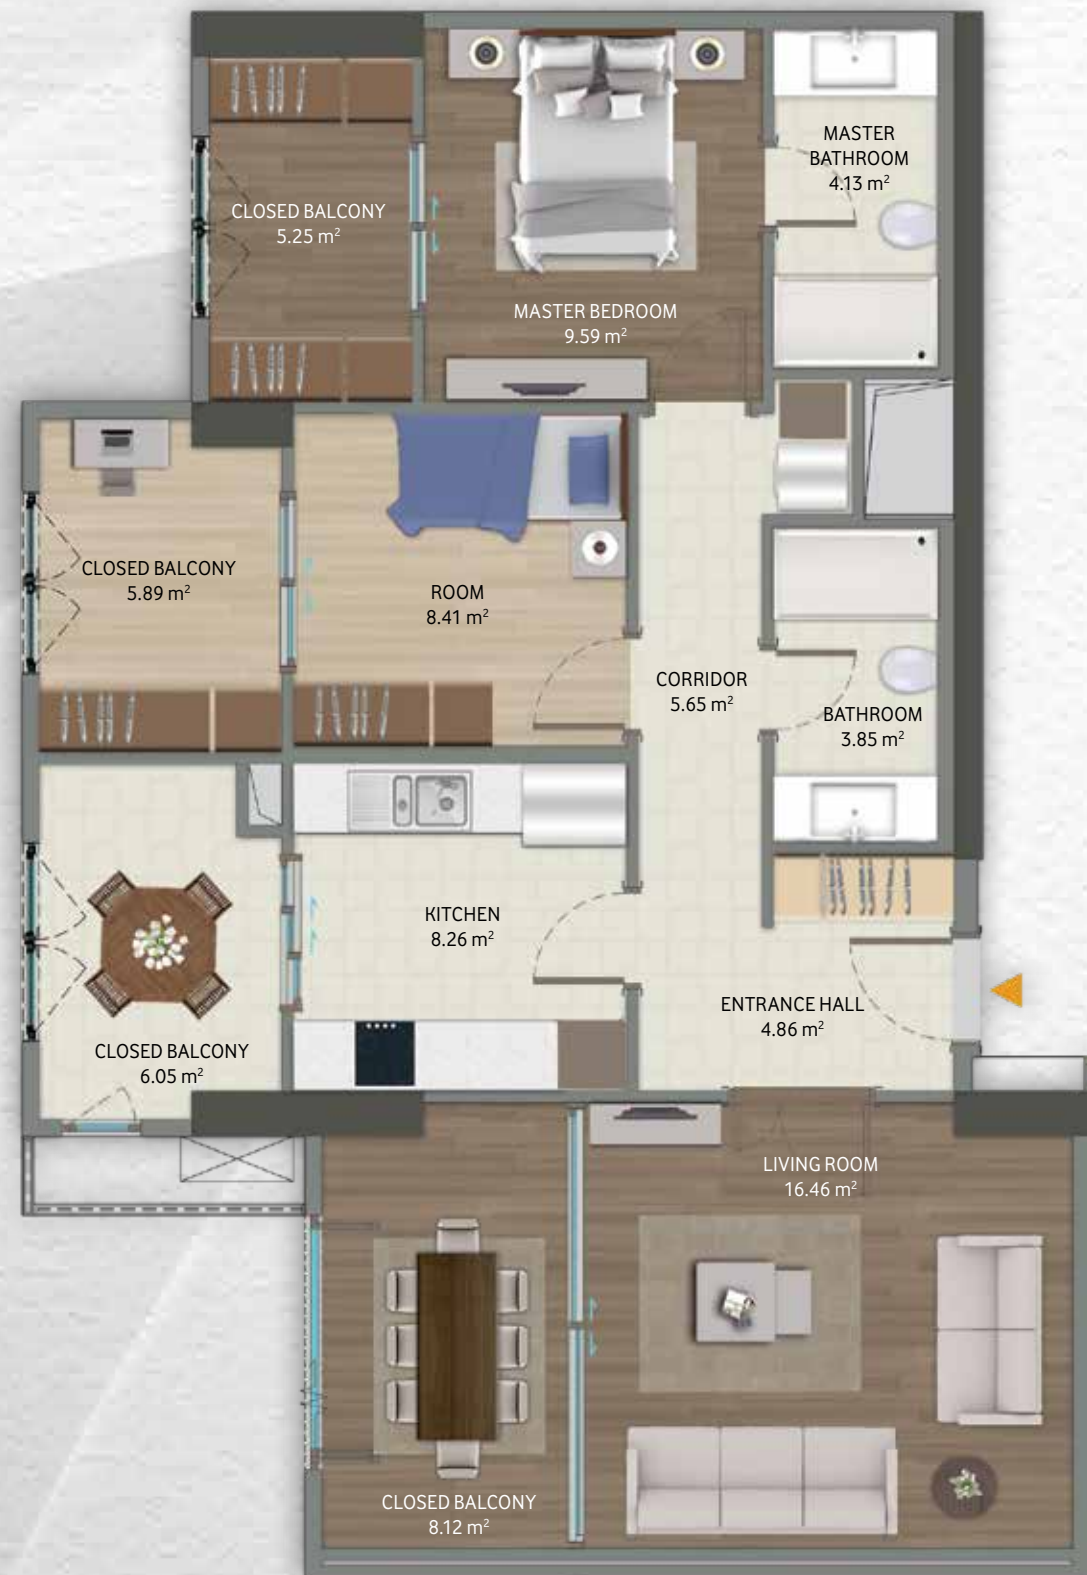 MASTER
BATHROOM
4.13 m²
CLOSED BALCONY
5.25 m²
MASTER BEDROOM
9.59 m²
CLOSED BALCONY
5.89 m²
ROOM
8.41 m²
CORRIDOR
5.65 m²
BATHROOM
3.85 m²
KITCHEN
8.26 m²
ENTRANCE HALL
4.86 m²
CLOSED BALCONY
6.05 m²
LIVING ROOM
16.46 m²
CLOSED BALCONY
8.12 m²